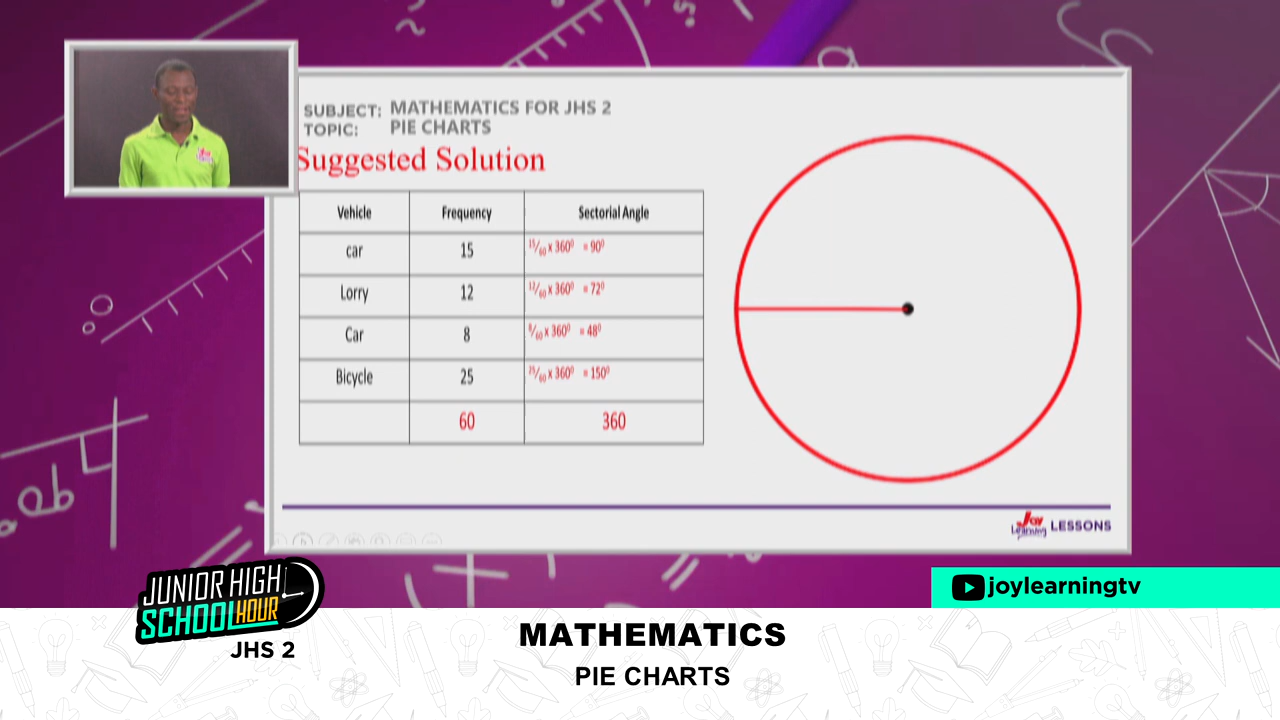 SUBJECT: MATHEMATICS FOR JHS 2
TOPIC: PIE CHARTS
Suggested Solution
Vehicle Frequency Sectorial Angle
car 15 15/60 x 360⁰ = 90⁰
Lorry 12 12/60 x 360⁰ = 72⁰
Car 8 8/60 x 360⁰ = 48⁰
Bicycle 25 25/60 x 360⁰ = 150⁰
60 360
Joy Learning LESSONS
JUNIOR HIGH
SCHOOL HOUR
JHS 2
joylearningtv
MATHEMATICS
PIE CHARTS